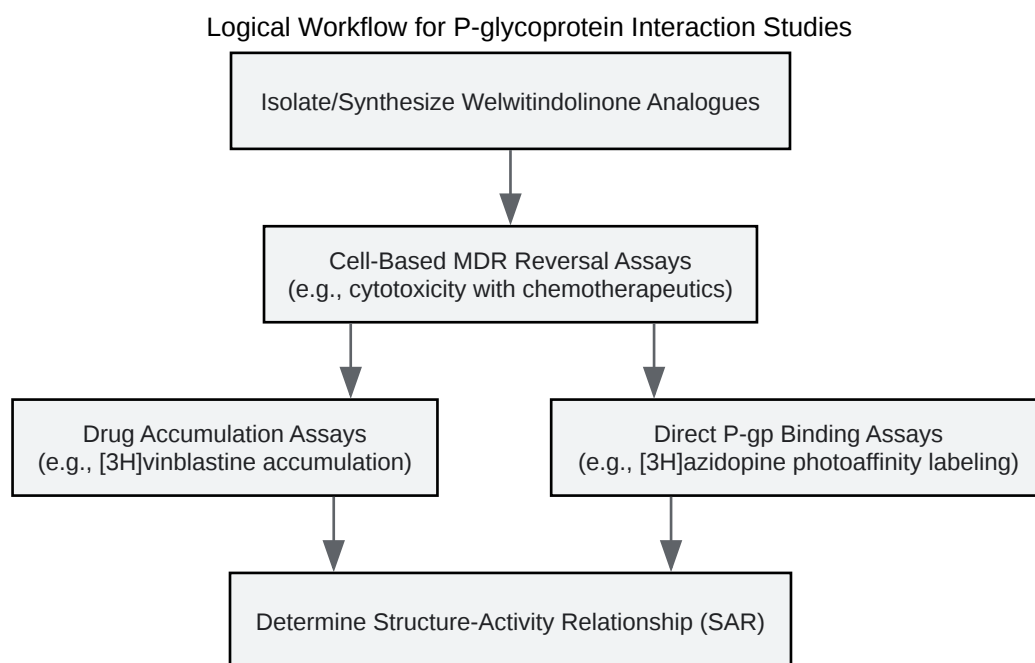 Logical Workflow for P-glycoprotein Interaction Studies
Isolate/Synthesize Welwitindolinone Analogues
Cell-Based MDR Reversal Assays
(e.g., cytotoxicity with chemotherapeutics)
Drug Accumulation Assays
(e.g., [3H]vinblastine accumulation)
Direct P-gp Binding Assays
(e.g., [3H]azidopine photoaffinity labeling)
Determine Structure-Activity Relationship (SAR)